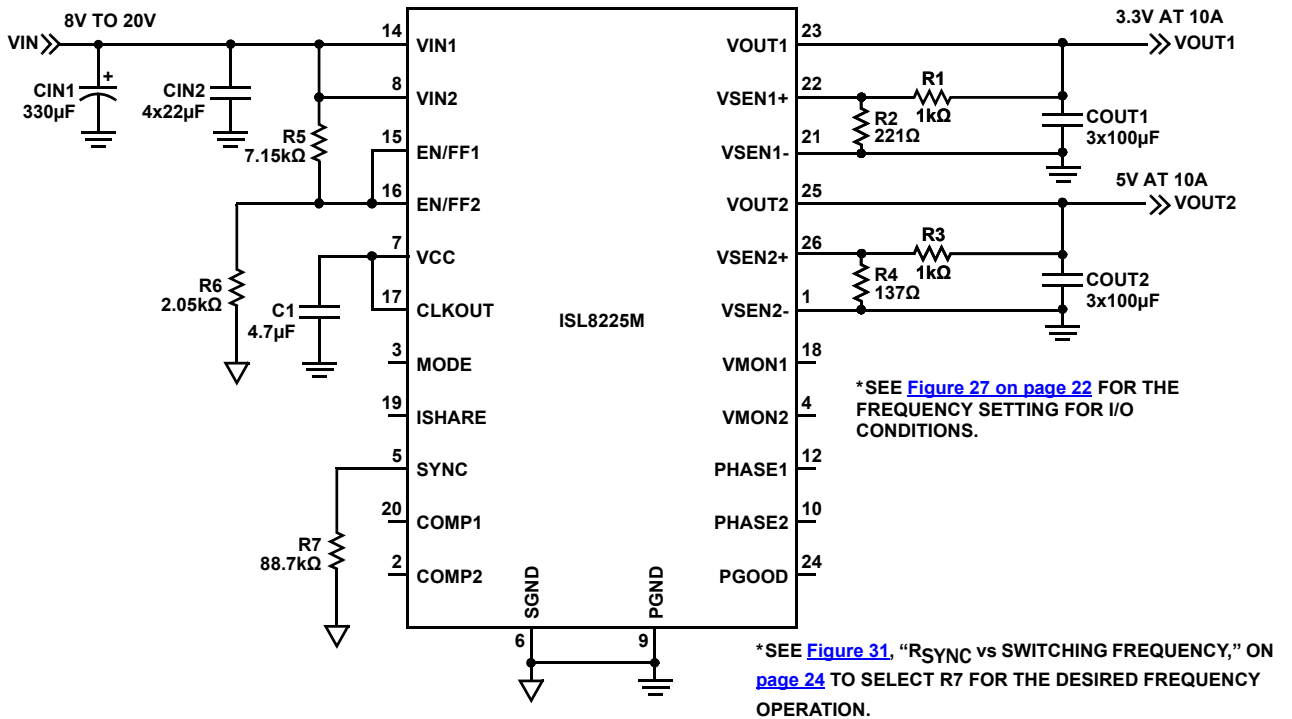 8V TO 20V
VIN
CIN1
+
330µF
CIN2
4x22µF
R5
7.15kΩ
R6
2.05kΩ
C1
4.7µF
R7
88.7kΩ
14
VIN1
8
VIN2
15
EN/FF1
16
EN/FF2
7
VCC
17
CLKOUT
3
MODE
19
ISHARE
5
SYNC
20
COMP1
2
COMP2
ISL8225M
SGND
6
PGND
9
VOUT1
23
VSEN1+
22
VSEN1-
21
VOUT2
25
VSEN2+
26
VSEN2-
1
VMON1
18
VMON2
4
PHASE1
12
PHASE2
10
PGOOD
24
3.3V AT 10A
VOUT1
R1
1kΩ
R2
221Ω
COUT1
3x100µF
5V AT 10A
VOUT2
R3
1kΩ
R4
137Ω
COUT2
3x100µF
*SEE Figure 27 on page 22 FOR THE
FREQUENCY SETTING FOR I/O
CONDITIONS.
*SEE Figure 31, “RSYNC vs SWITCHING FREQUENCY,” ON
page 24 TO SELECT R7 FOR THE DESIRED FREQUENCY
OPERATION.